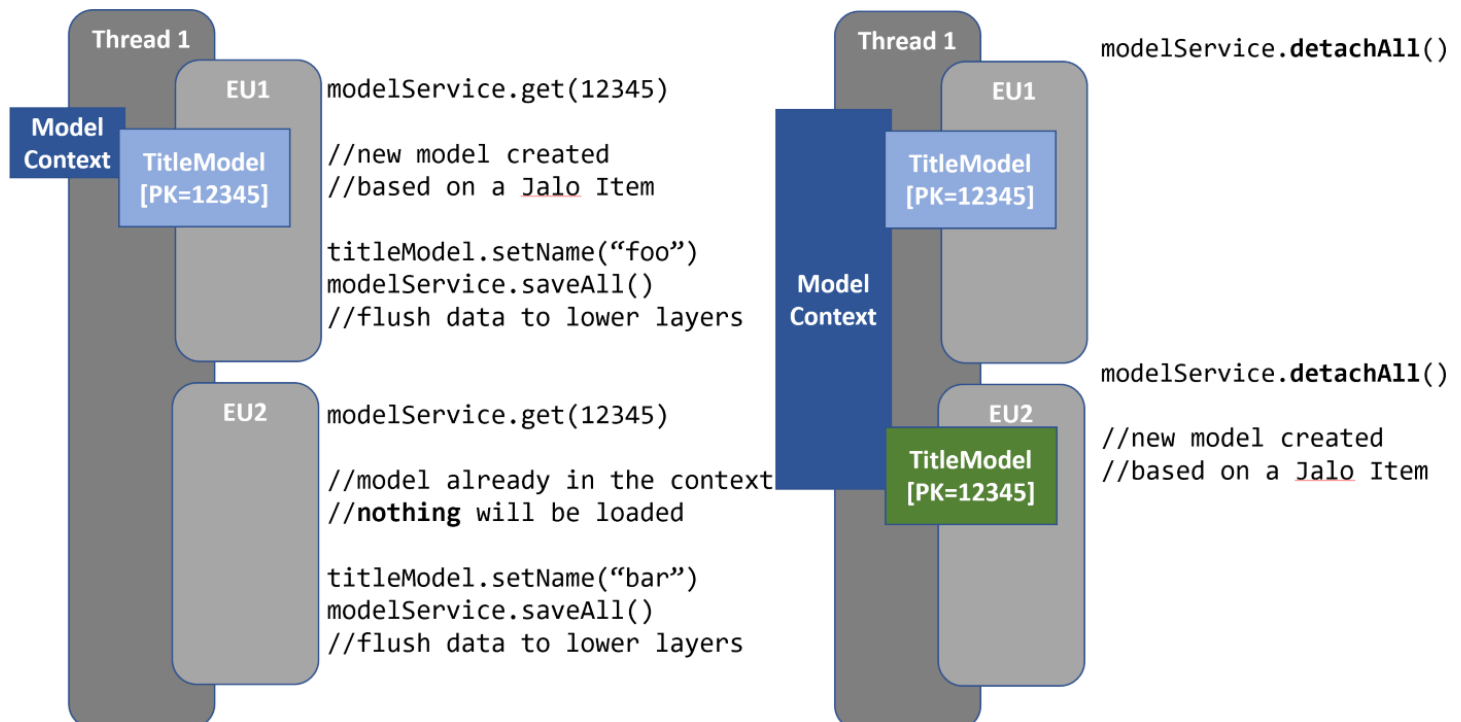 Thread 1
EU1
Model
Context
TitleModel
[PK=12345]
modelService.get(12345)
//new model created
//based on a Jalo Item
titleModel.setName(“foo”)
modelService.saveAll()
//flush data to lower layers
EU2
modelService.get(12345)
//model already in the context
//nothing will be loaded
titleModel.setName(“bar”)
modelService.saveAll()
//flush data to lower layers
Thread 1
modelService.detachAll()
EU1
TitleModel
[PK=12345]
Model
Context
modelService.detachAll()
EU2
TitleModel
[PK=12345]
//new model created
//based on a Jalo Item